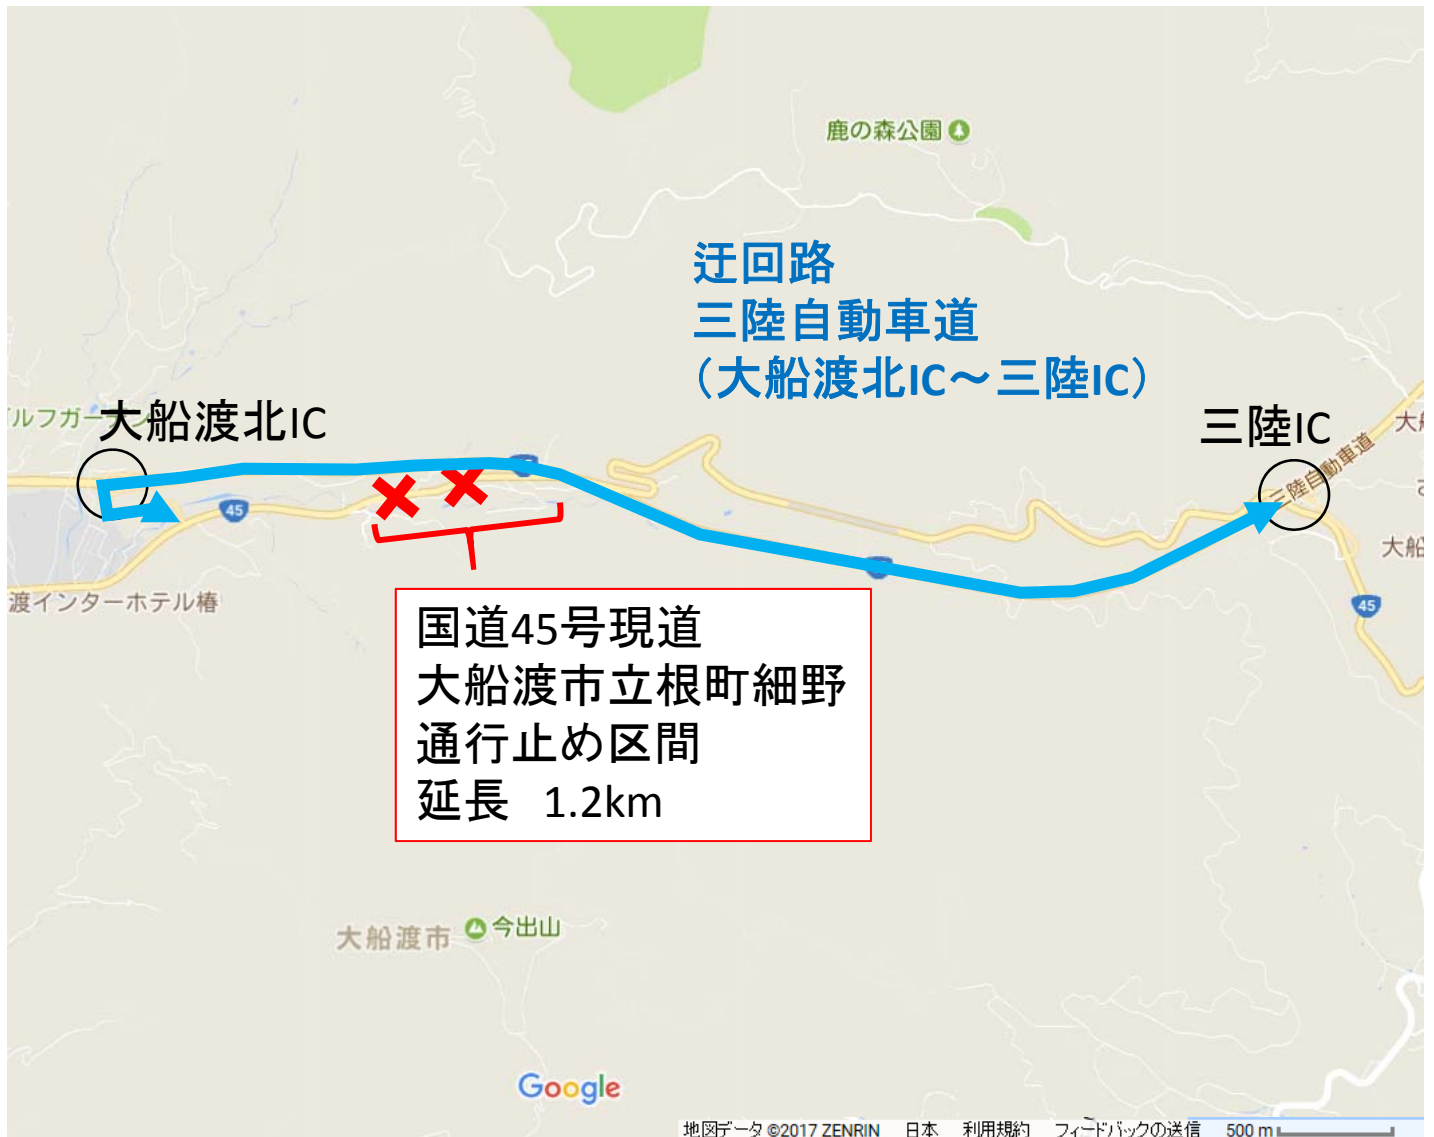 鹿の森公園
迂回路
三陸自動車道
（大船渡北IC～三陸IC）
大船渡北IC
三陸IC
三陸自動車道
45
45
渡インターホテル椿
国道45号現道
大船渡市立根町細野
通行止め区間
延長 1.2km
大船渡市
今出山
Google
地図データ ©2017 ZENRIN 日本 利用規約 フィードバックの送信 500 m